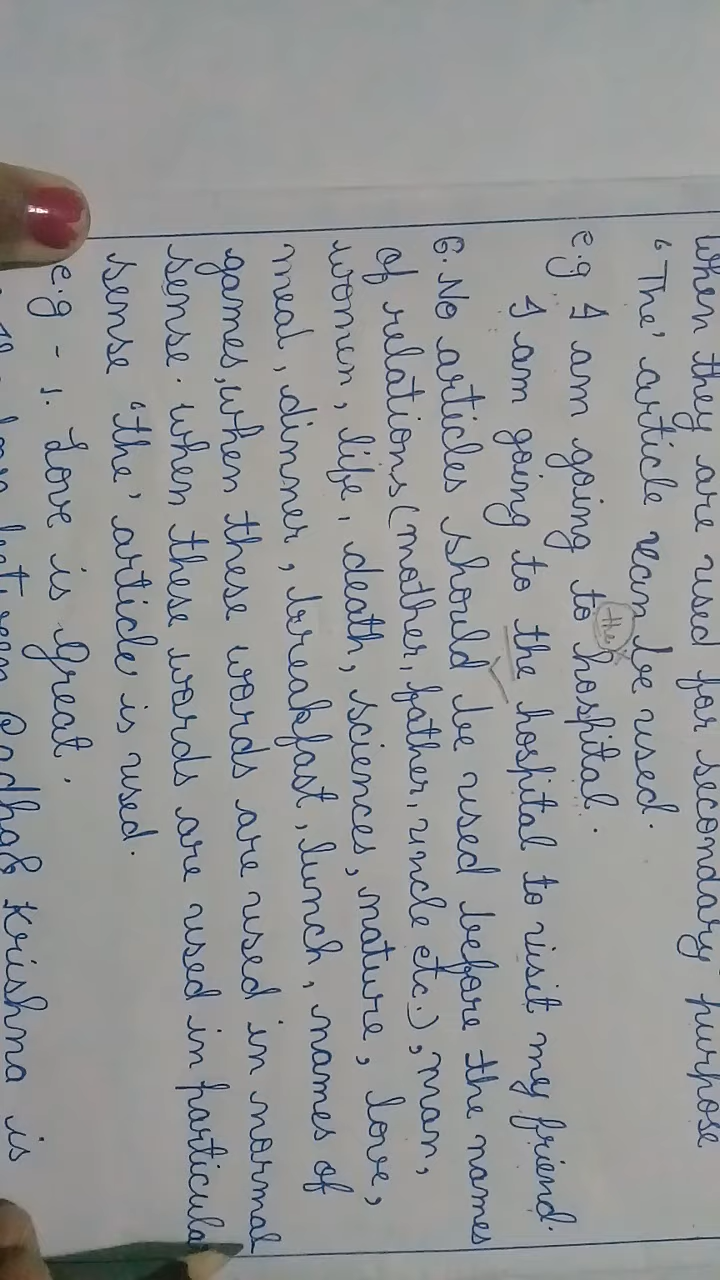 when they are used for secondary purpose
'The' article can be used.
e.g I am going to the hospital.
I am going to the hospital to visit my friend.
6. No articles should be used before the names
of relations (mother, father, uncle etc.), man,
women, life, death, sciences, nature, love,
meal, dinner, breakfast, lunch, names of
games, when these words are used in normal
sense. when these words are used in particula
sense 'the' article is used.
e.g - 1. Love is Great.
Radha & Krishna is